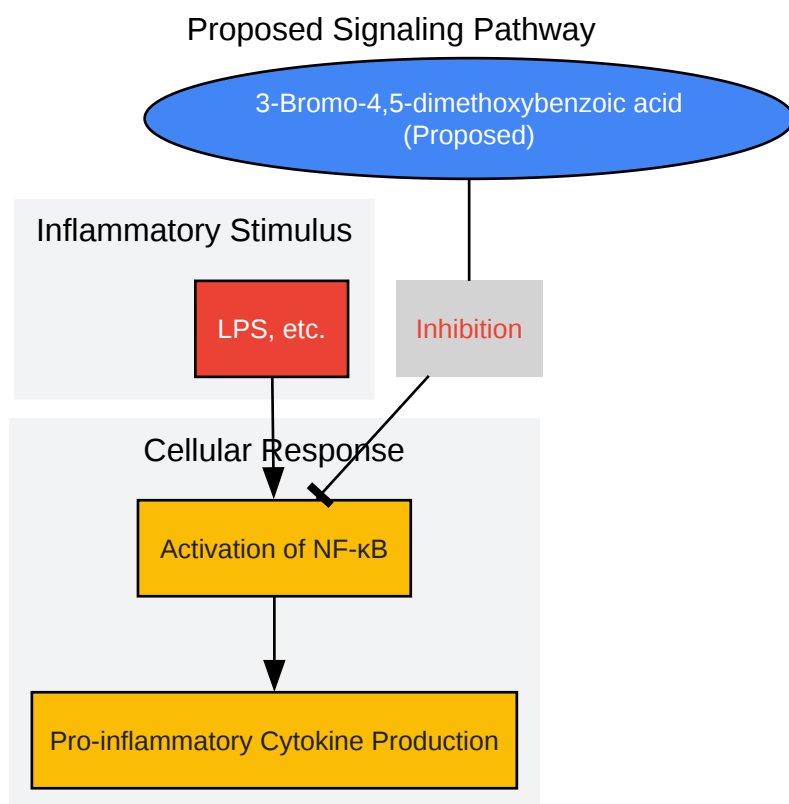 Proposed Signaling Pathway
3-Bromo-4,5-dimethoxybenzoic acid
(Proposed)
Inflammatory Stimulus
LPS, etc.
Inhibition
Cellular Response
Activation of NF-κB
Pro-inflammatory Cytokine Production